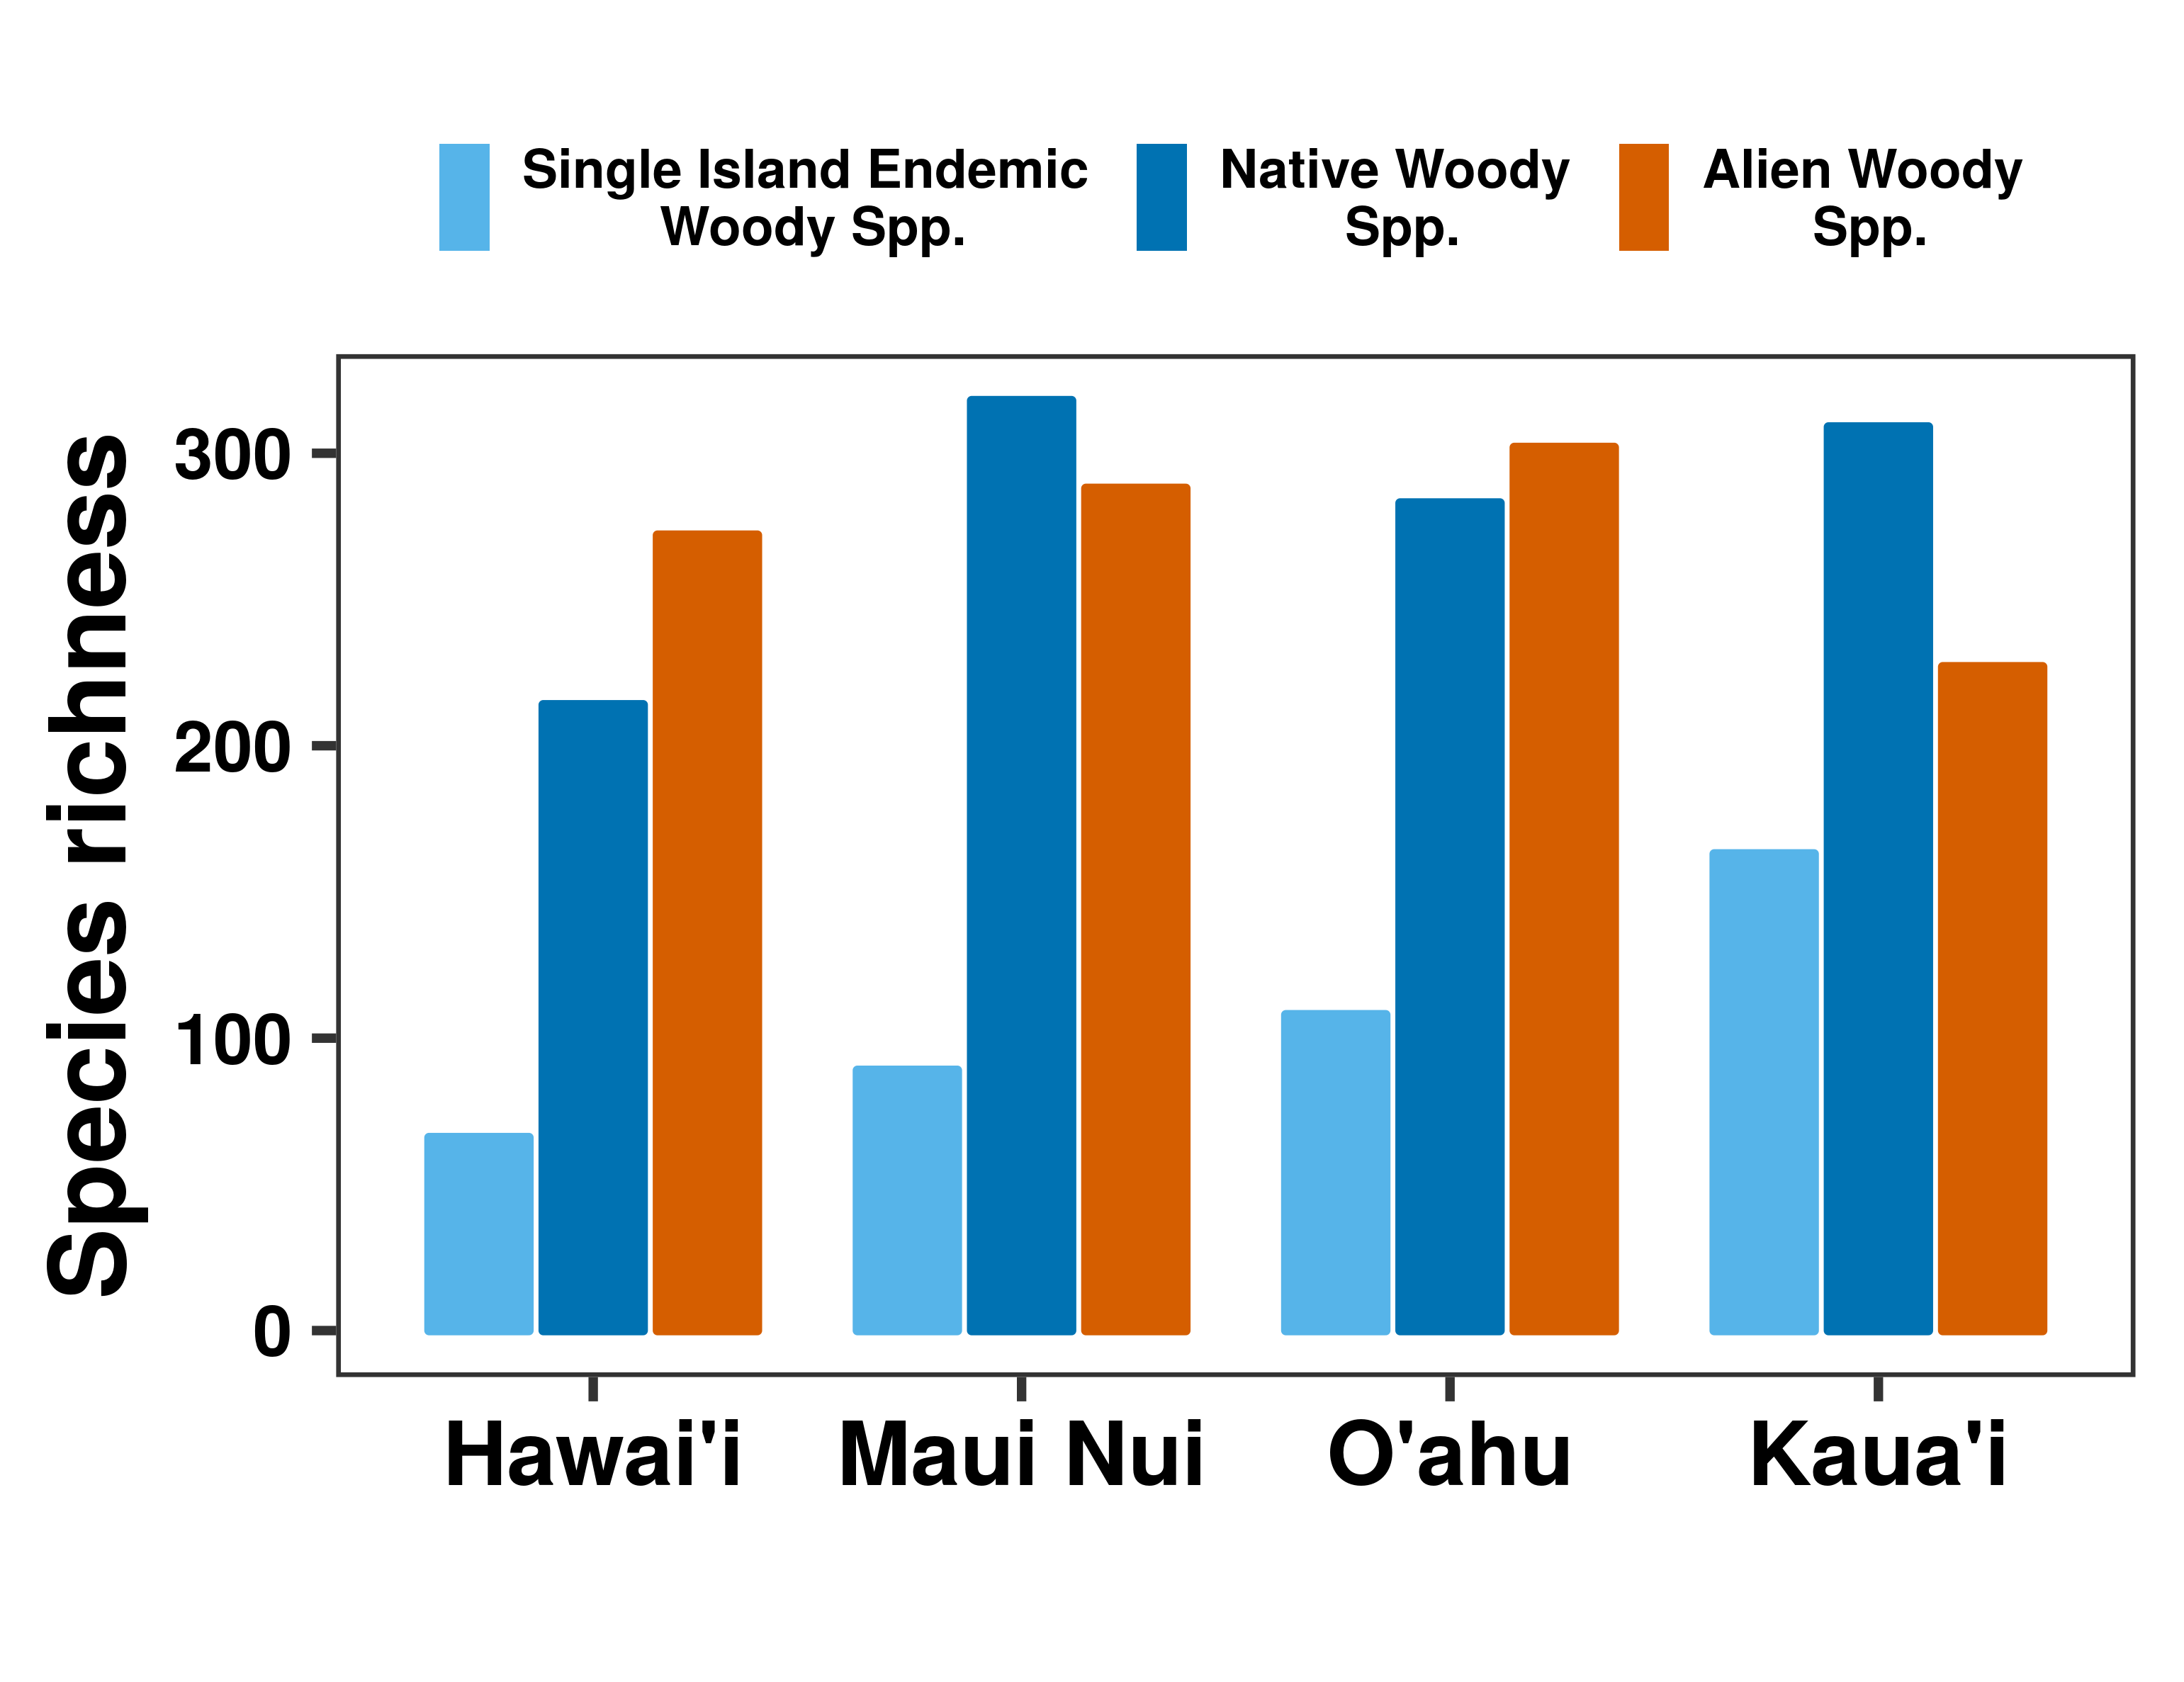 Single Island Endemic
Woody Spp.
Native Woody
Spp.
Alien Woody
Spp.
Species richness
300
200
100
0
Hawai'i
Maui Nui
O'ahu
Kaua'i